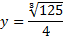 y = ∛125 / 4